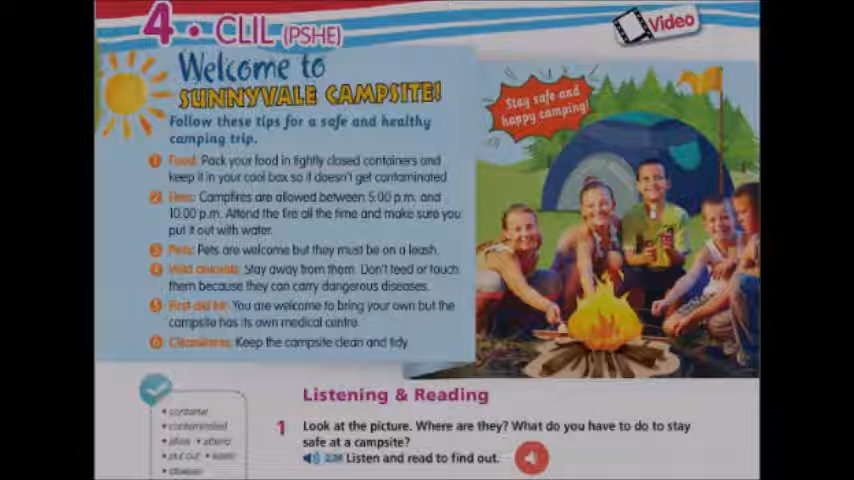 4 • CLIL (PSHE)
Video
Welcome to
SUNNYVALE CAMPSITE!
Follow these tips for a safe and healthy
camping trip.
1 Food: Pack your food in tightly closed containers and
keep it in your cool box so it doesn't get contaminated.
2 Fires: Campfires are allowed between 5:00 p.m. and
10:00 p.m. Attend the fire all the time and make sure you
put it out with water.
3 Pets: Pets are welcome but they must be on a leash.
4 Wild animals: Stay away from them. Don't feed or touch
them because they can carry dangerous diseases.
5 First-aid kit: You are welcome to bring your own but the
campsite has its own medical centre.
6 Cleanliness: Keep the campsite clean and tidy.
Stay safe and
happy camping!
• container
• contaminated
• allow • attend
• put out • leash
• disease
Listening & Reading
1 Look at the picture. Where are they? What do you have to do to stay
safe at a campsite?
Listen and read to find out.